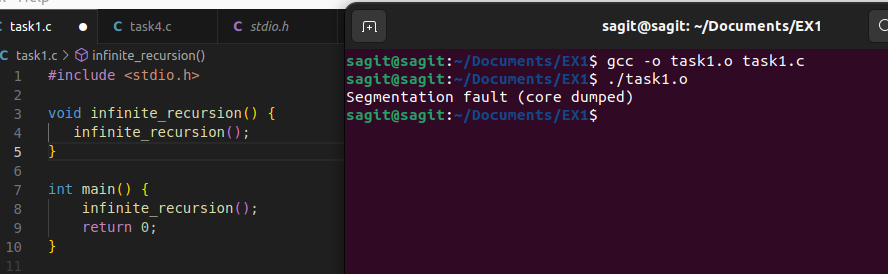 Help
task1.c
C task4.c
C stdio.h
task1.c > infinite_recursion()
1 #include <stdio.h>
2
3 void infinite_recursion() {
4 infinite_recursion();
5 }
6
7 int main() {
8 infinite_recursion();
9 return 0;
10 }
11
sagit@sagit: ~/Documents/EX1
sagit@sagit:~/Documents/EX1$ gcc -o task1.o task1.c
sagit@sagit:~/Documents/EX1$ ./task1.o
Segmentation fault (core dumped)
sagit@sagit:~/Documents/EX1$